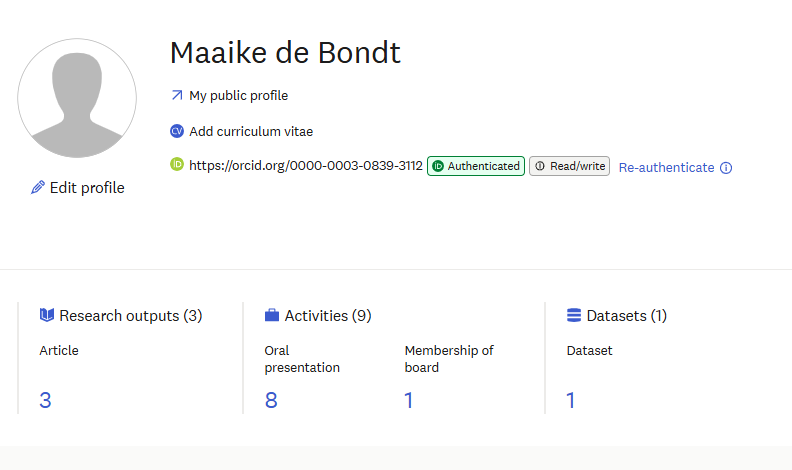 Maaike de Bondt
My public profile
CV Add curriculum vitae
iD https://orcid.org/0000-0003-0839-3112 iD Authenticated Read/write Re-authenticate
Edit profile
Research outputs (3)
Article
3
Activities (9)
Oral
presentation
8
Membership of
board
1
Datasets (1)
Dataset
1